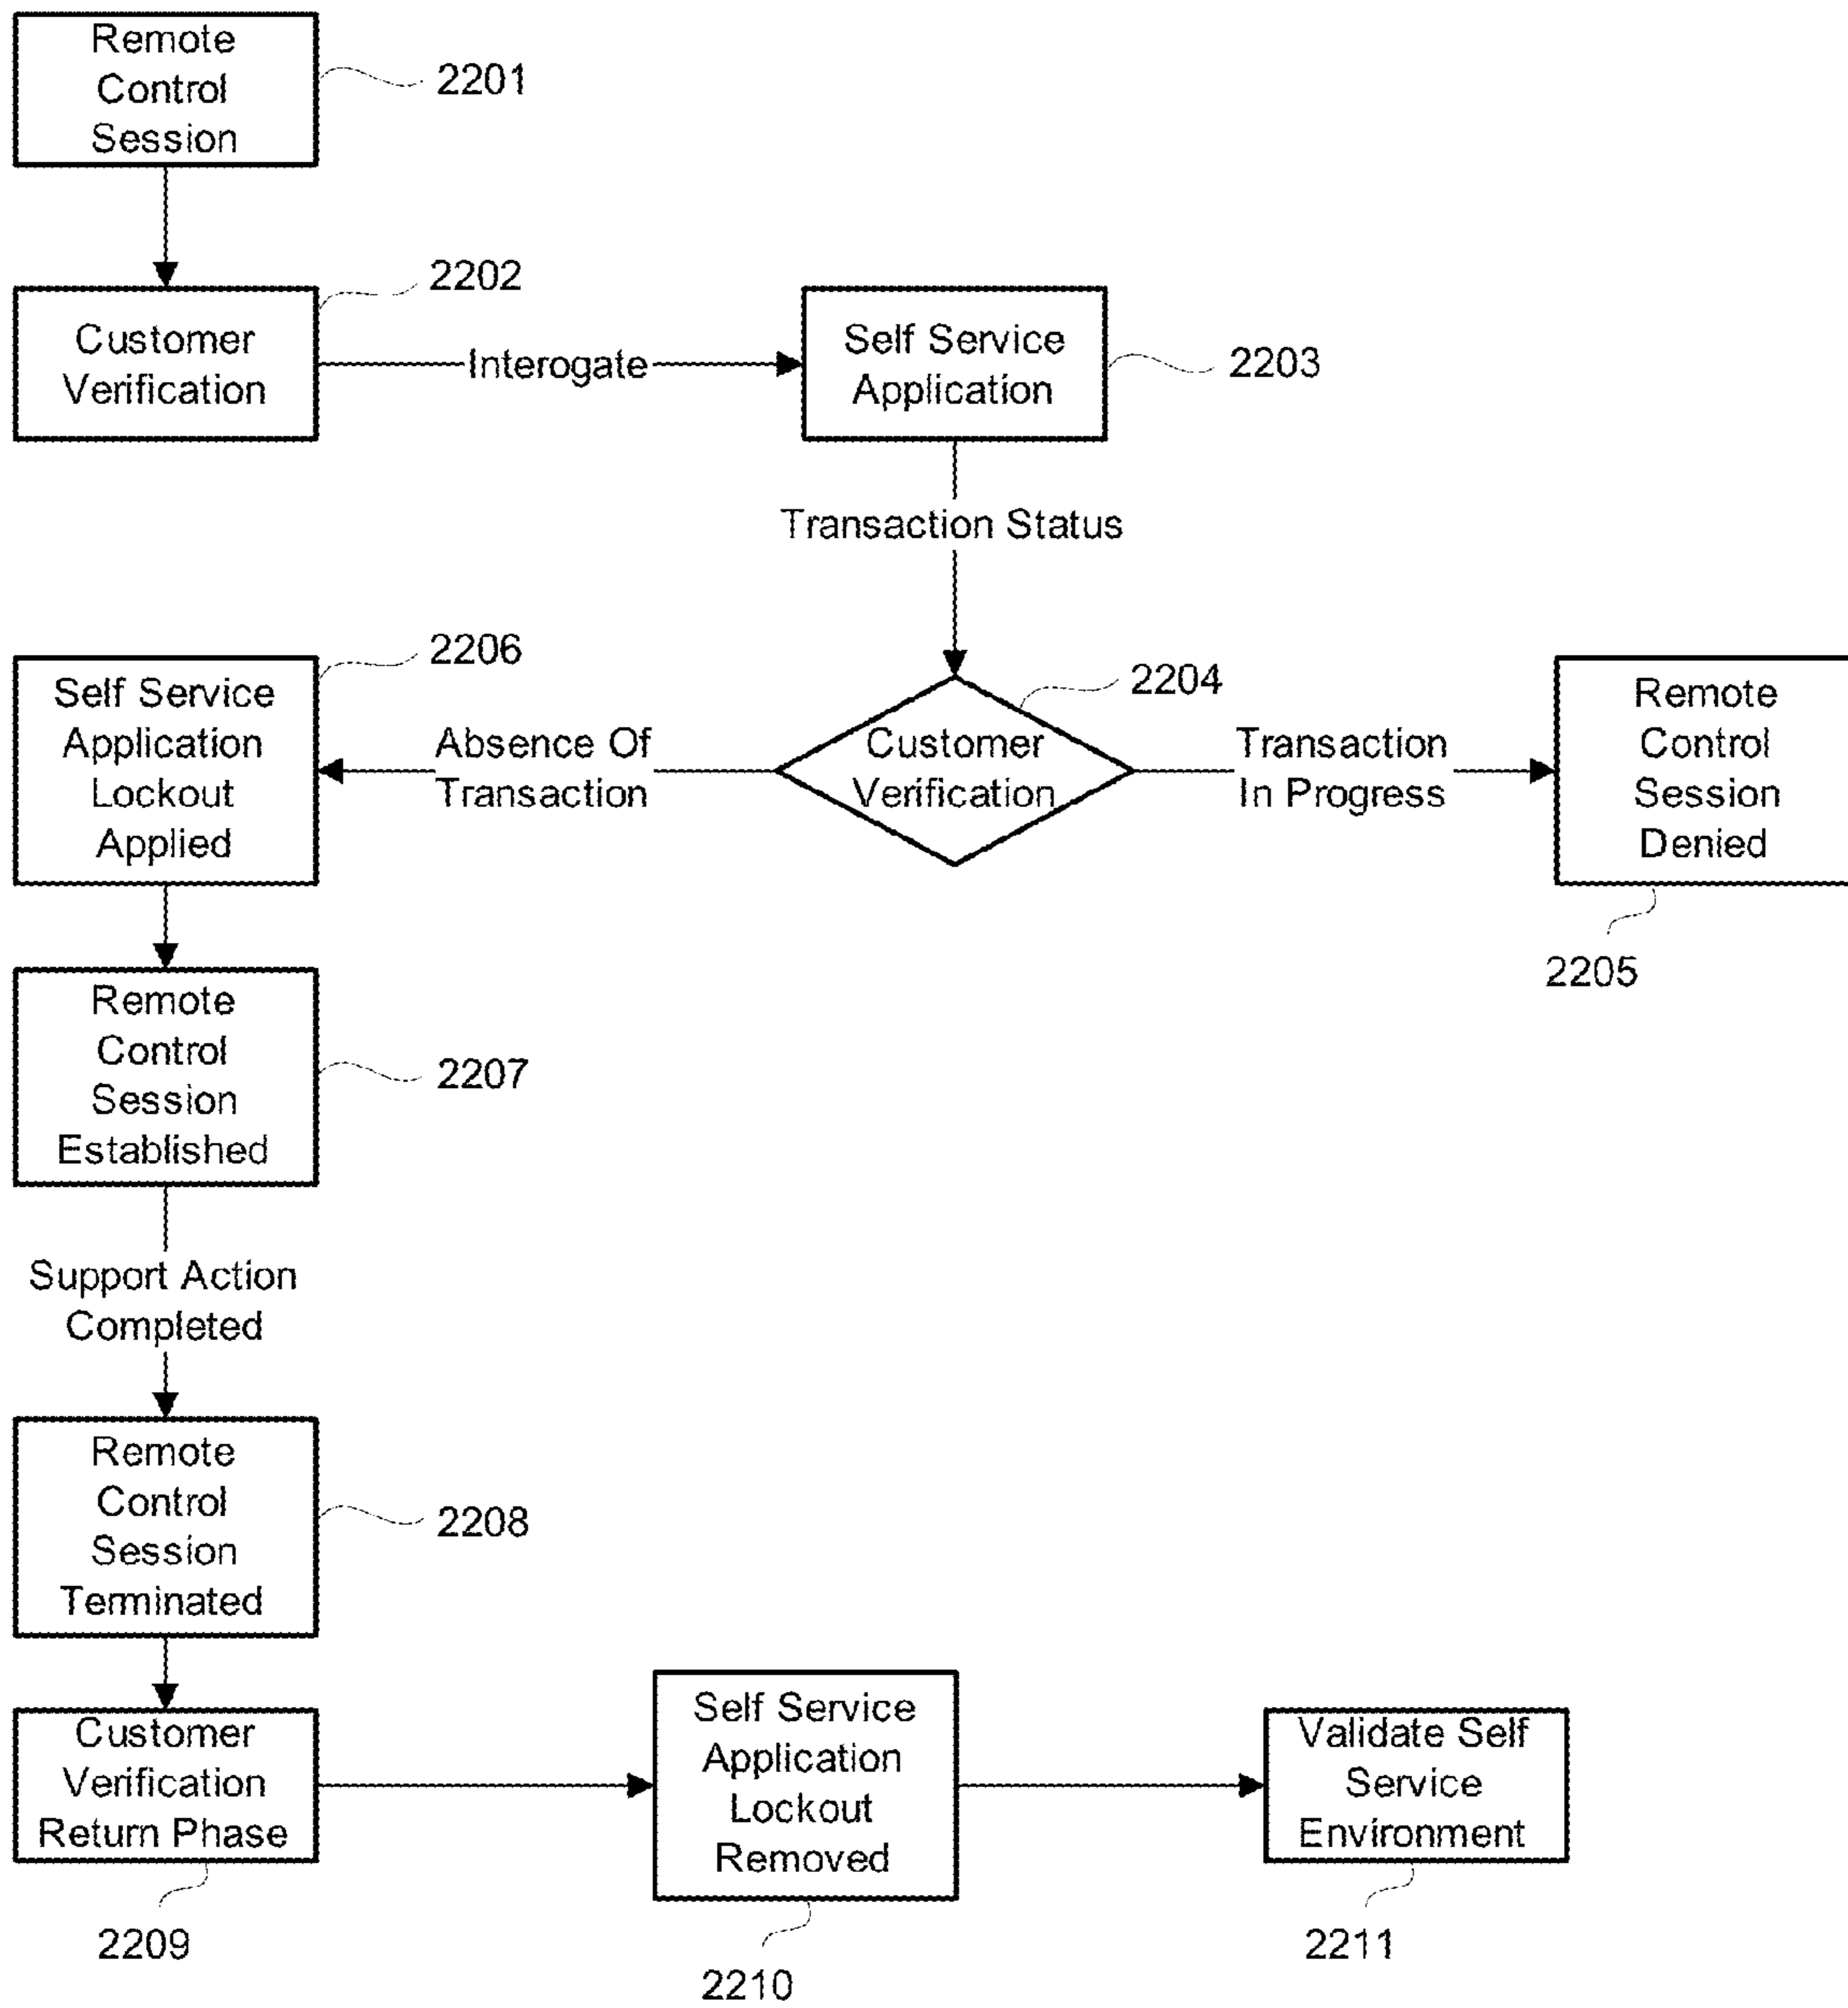 Remote
Control
Session
2201
2202
Customer
Verification
Interogate
Self Service
Application
2203
Transaction Status
2206
Self Service
Application
Lockout
Applied
Absence Of
Transaction
2204
Customer
Verification
Transaction
In Progress
Remote
Control
Session
Denied
2205
Remote
Control
Session
Established
2207
Support Action
Completed
Remote
Control
Session
Terminated
2208
Customer
Verification
Return Phase
2209
Self Service
Application
Lockout
Removed
2210
Validate Self
Service
Environment
2211